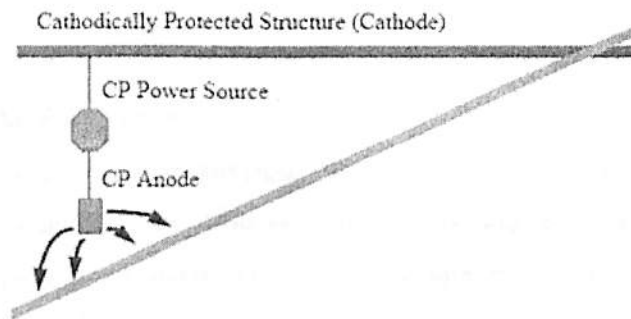 Cathodically Protected Structure (Cathode)
CP Power Source
CP Anode